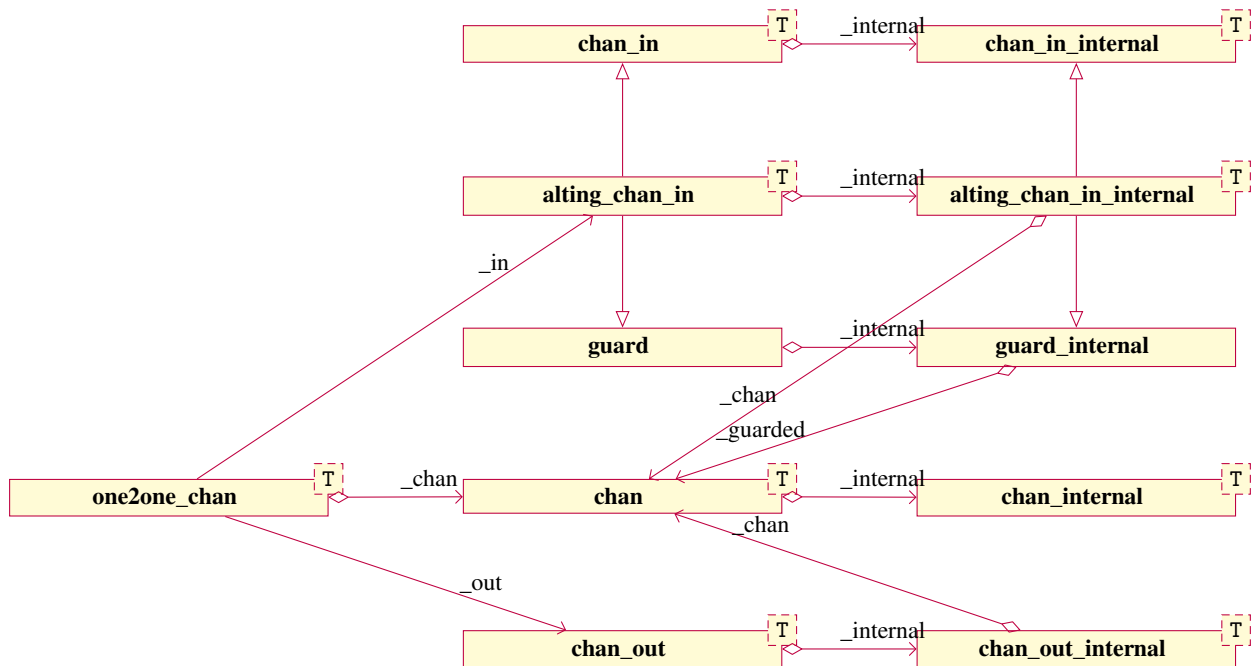 T
T
_internal
chan_in
chan_in_internal
T
T
_internal
alting_chan_in
alting_chan_in_internal
_in
_internal
guard
guard_internal
_chan
_guarded
T
T
T
_chan
_internal
one2one_chan
chan
chan_internal
_chan
_out
T
T
_internal
chan_out
chan_out_internal